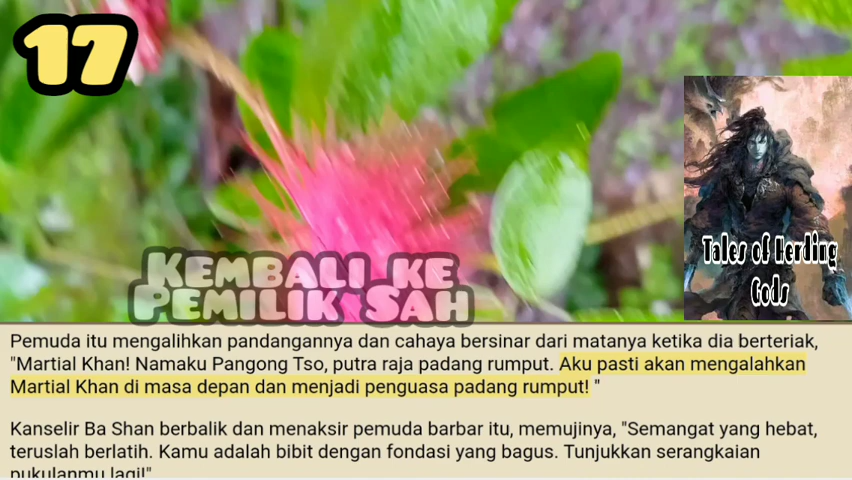 17
Tales of Herding
Gods
KEMBALI KE
PEMILIK SAH
Pemuda itu mengalihkan pandangannya dan cahaya bersinar dari matanya ketika dia berteriak,
"Martial Khan! Namaku Pangong Tso, putra raja padang rumput. Aku pasti akan mengalahkan
Martial Khan di masa depan dan menjadi penguasa padang rumput! "
Kanselir Ba Shan berbalik dan menaksir pemuda barbar itu, memujinya, "Semangat yang hebat,
teruslah berlatih. Kamu adalah bibit dengan fondasi yang bagus. Tunjukkan serangkaian
pukulanmu lagi!"